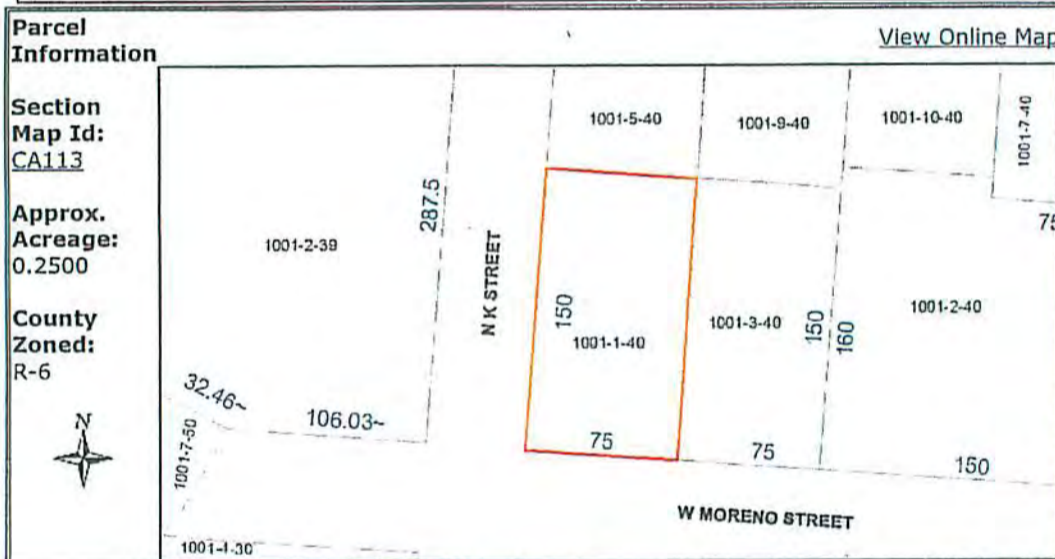 Parcel
Information
View Online Map
Section
Map Id:
CA113
Approx.
Acreage:
0.2500
County
Zoned:
R-6
N
1001-5-40
1001-9-40
1001-10-40
1001-7-40
75
287.5
1001-2-39
N K STREET
150
1001-1-40
1001-3-40
150
160
1001-2-40
32.46~
106.03~
75
75
150
1001-7-50
W MORENO STREET
1001-1-30